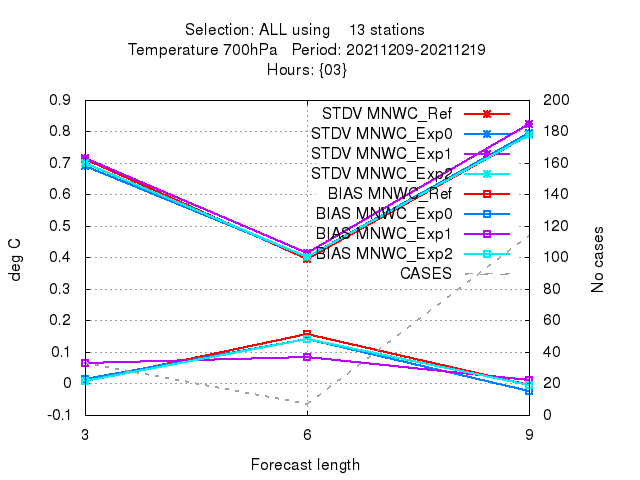 Selection: ALL using 13 stations
Temperature 700hPa Period: 20211209-20211219
Hours: {03}
0.9
0.8
0.7
0.6
0.5
0.4
0.3
0.2
0.1
0
-0.1
deg C
200
180
160
140
120
100
80
60
40
20
0
No cases
STDV MNWC_Ref
STDV MNWC_Exp0
STDV MNWC_Exp1
STDV MNWC_Exp2
BIAS MNWC_Ref
BIAS MNWC_Exp0
BIAS MNWC_Exp1
BIAS MNWC_Exp2
CASES
3 6 9
Forecast length